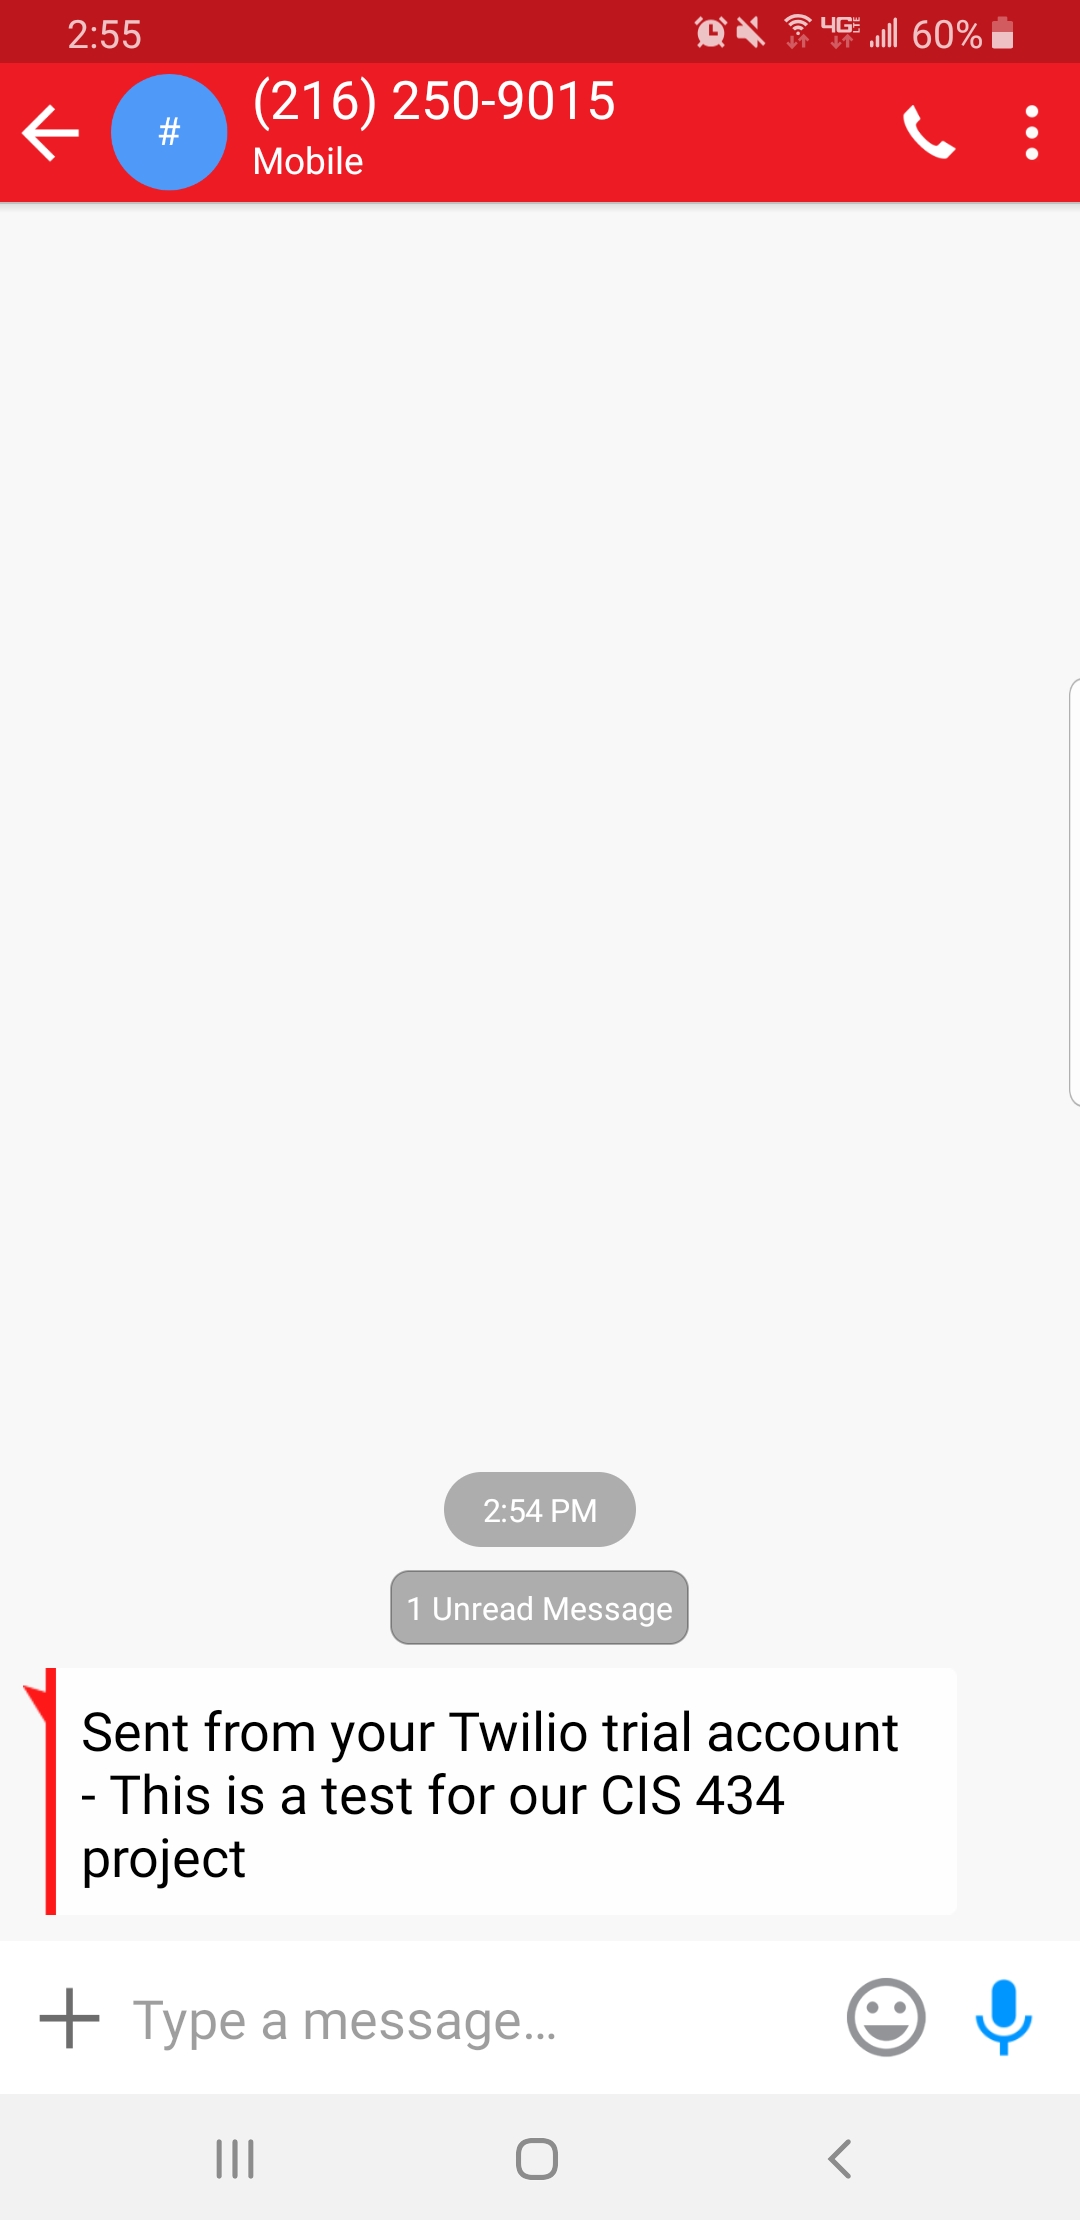 2:55
4G LTE 60%
#
(216) 250-9015
Mobile
2:54 PM
1 Unread Message
Sent from your Twilio trial account
- This is a test for our CIS 434
project
Type a message...